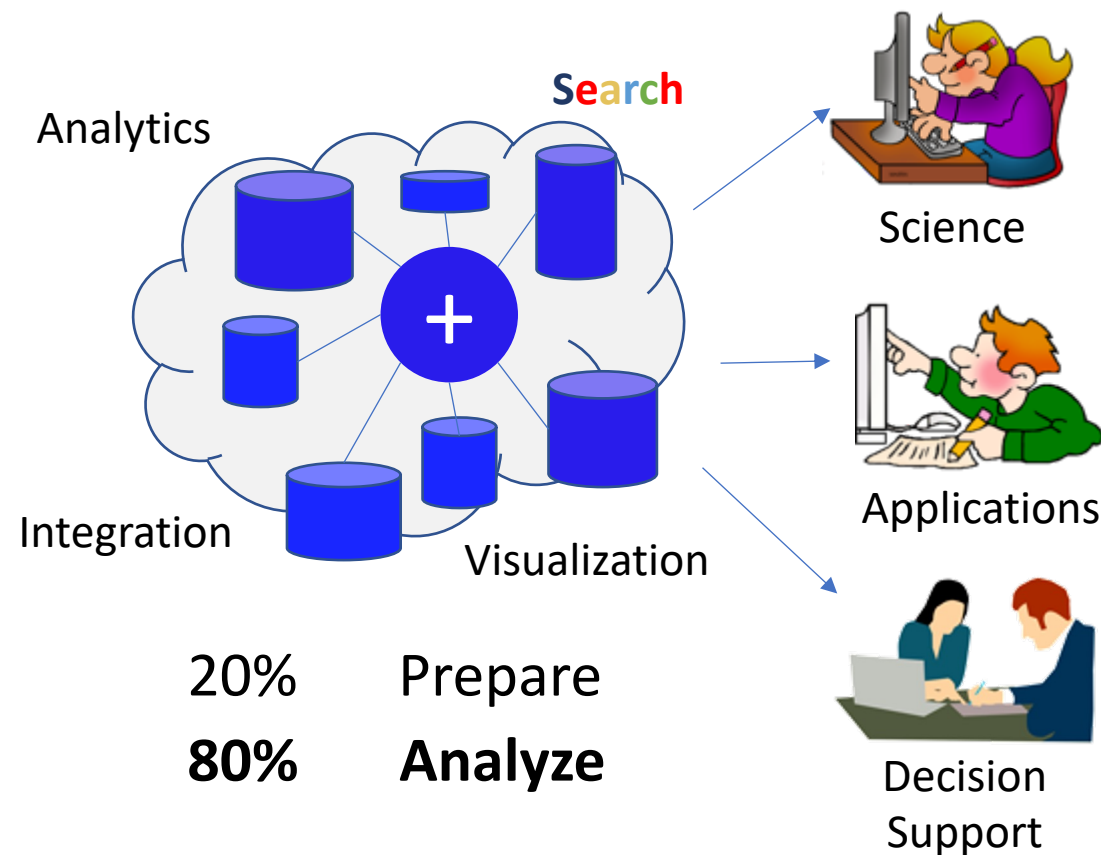 Search
Analytics
+
Science
Applications
Integration
Visualization
20% Prepare
80% Analyze
Decision
Support